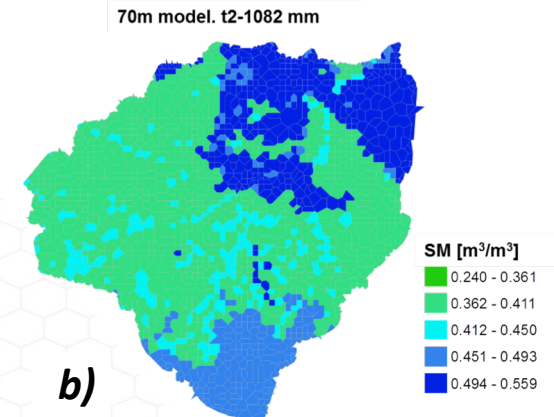 70m model. t2-1082 mm
SM [m³/m³]
0.240 - 0.361
0.362 - 0.411
0.412 - 0.450
0.451 - 0.493
0.494 - 0.559
b)